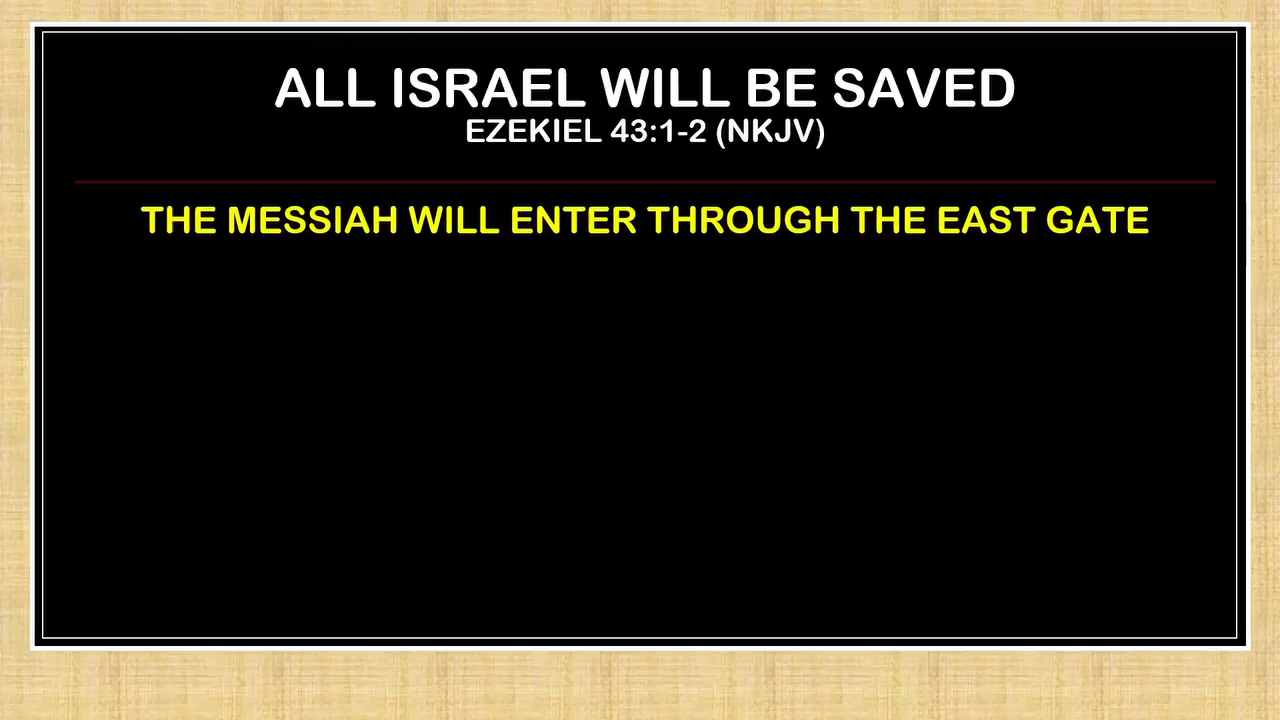 ALL ISRAEL WILL BE SAVED
EZEKIEL 43:1-2 (NKJV)
THE MESSIAH WILL ENTER THROUGH THE EAST GATE